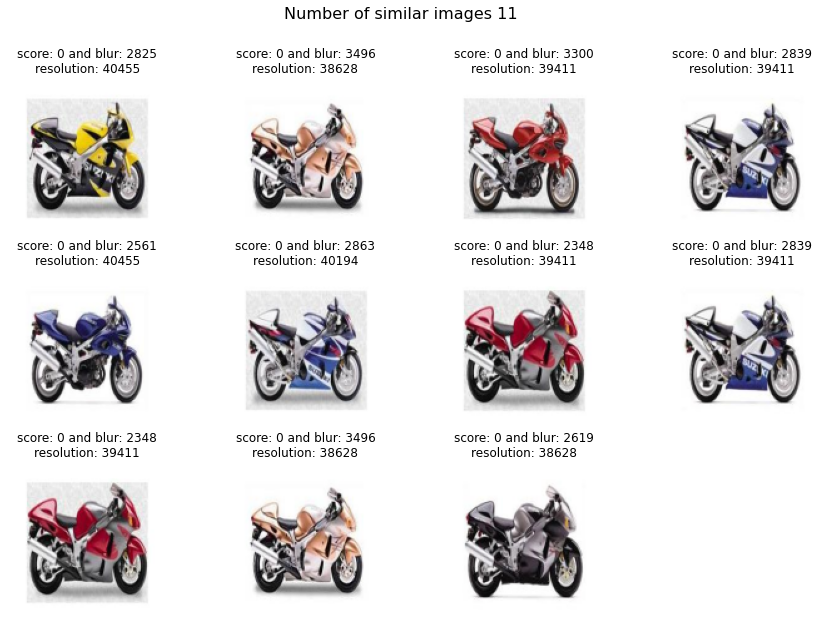 Number of similar images 11
score: 0 and blur: 2825
resolution: 40455
score: 0 and blur: 3496
resolution: 38628
score: 0 and blur: 3300
resolution: 39411
score: 0 and blur: 2839
resolution: 39411
SUZUKI
SUZUKI
score: 0 and blur: 2561
resolution: 40455
score: 0 and blur: 2863
resolution: 40194
score: 0 and blur: 2348
resolution: 39411
score: 0 and blur: 2839
resolution: 39411
SUZUKI
SUZUKI
score: 0 and blur: 2348
resolution: 39411
score: 0 and blur: 3496
resolution: 38628
score: 0 and blur: 2619
resolution: 38628